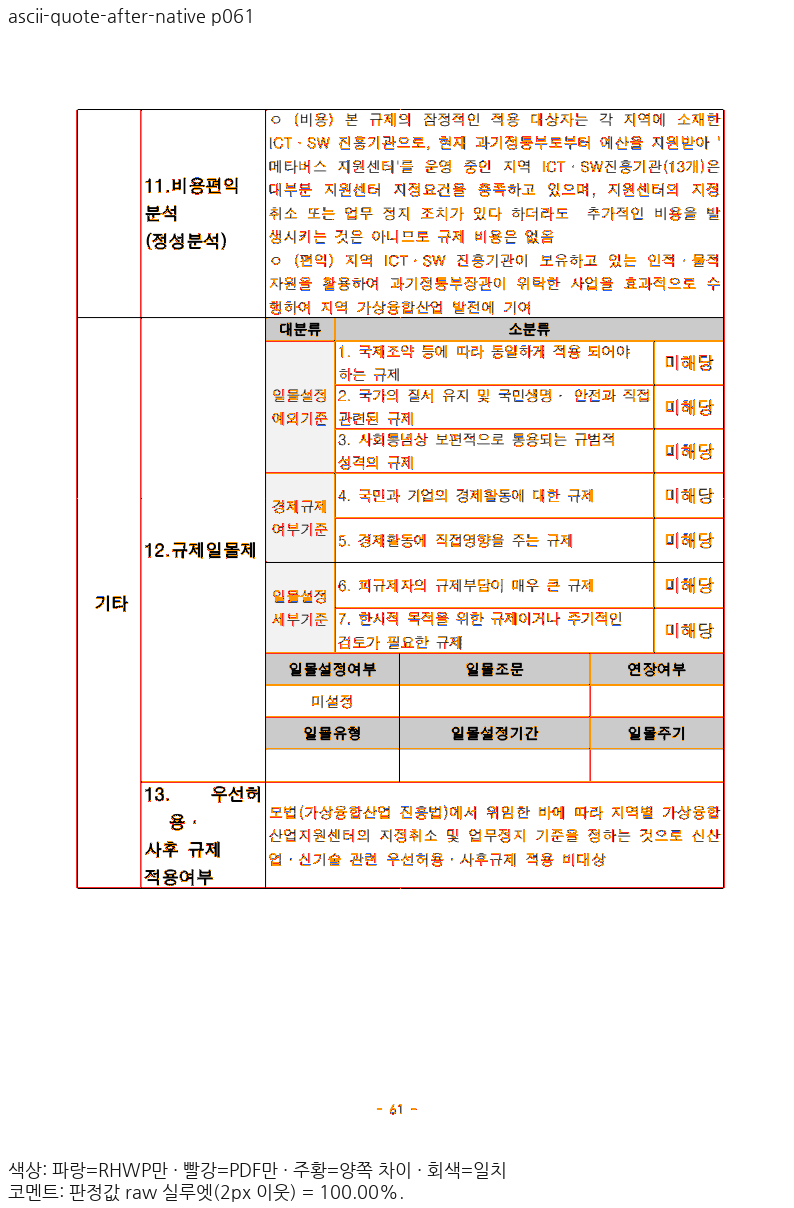 ascii-quote-after-native p061
ㅇ (비용) 본 규제의 잠정적인 적용 대상자는 각 지역에 소재한
ICT·SW 진흥기관으로, 현재 과기정통부로부터 예산을 지원받아 '
메타버스 지원센터'를 운영 중인 지역 ICT·SW진흥기관(13개)은
대부분 지원센터 지정요건을 충족하고 있으며, 지원센터의 지정
취소 또는 업무 정지 조치가 있다 하더라도 추가적인 비용을 발
생시키는 것은 아니므로 규제 비용은 없음
ㅇ (편익) 지역 ICT·SW 진흥기관이 보유하고 있는 인적·물적
자원을 활용하여 과기정통부장관이 위탁한 사업을 효과적으로 수
행하여 지역 가상융합산업 발전에 기여
11.비용편익
분석
(정성분석)
대분류 소분류
일몰설정
예외기준
1. 국제조약 등에 따라 동일하게 적용 되어야
하는 규제
미해당
2. 국가의 질서 유지 및 국민생명· 안전과 직접
관련된 규제
미해당
3. 사회통념상 보편적으로 통용되는 규범적
성격의 규제
미해당
경제규제
여부기준
4. 국민과 기업의 경제활동에 대한 규제
미해당
5. 경제활동에 직접영향을 주는 규제
미해당
12.규제일몰제
기타
일몰설정
세부기준
6. 피규제자의 규제부담이 매우 큰 규제
미해당
7. 한시적 목적을 위한 규제이거나 주기적인
검토가 필요한 규제
미해당
일몰설정여부 일몰조문 연장여부
미설정
일몰유형 일몰설정기간 일몰주기
13. 우선허
용·
사후 규제
적용여부
모법(가상융합산업 진흥법)에서 위임한 바에 따라 지역별 가상융합
산업지원센터의 지정취소 및 업무정지 기준을 정하는 것으로 신산
업·신기술 관련 우선허용·사후규제 적용 비대상
- 61 -
색상: 파랑=RHWP만 · 빨강=PDF만 · 주황=양쪽 차이 · 회색=일치
코멘트: 판정값 raw 실루엣(2px 이웃) = 100.00%.